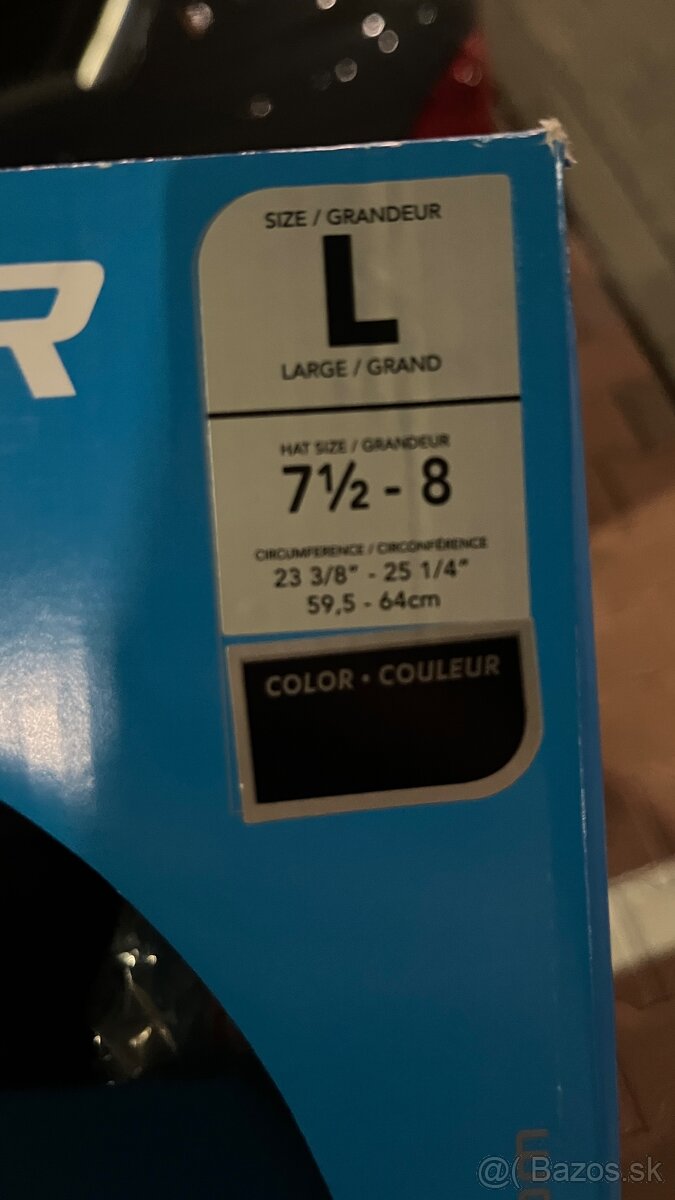 R
SIZE / GRANDEUR
L
LARGE / GRAND
HAT SIZE / GRANDEUR
7½ - 8
CIRCUMFERENCE / CIRCONFÉRENCE
23 3/8" - 25 1/4"
59,5 - 64cm
COLOR • COULEUR
@( Bazos.sk